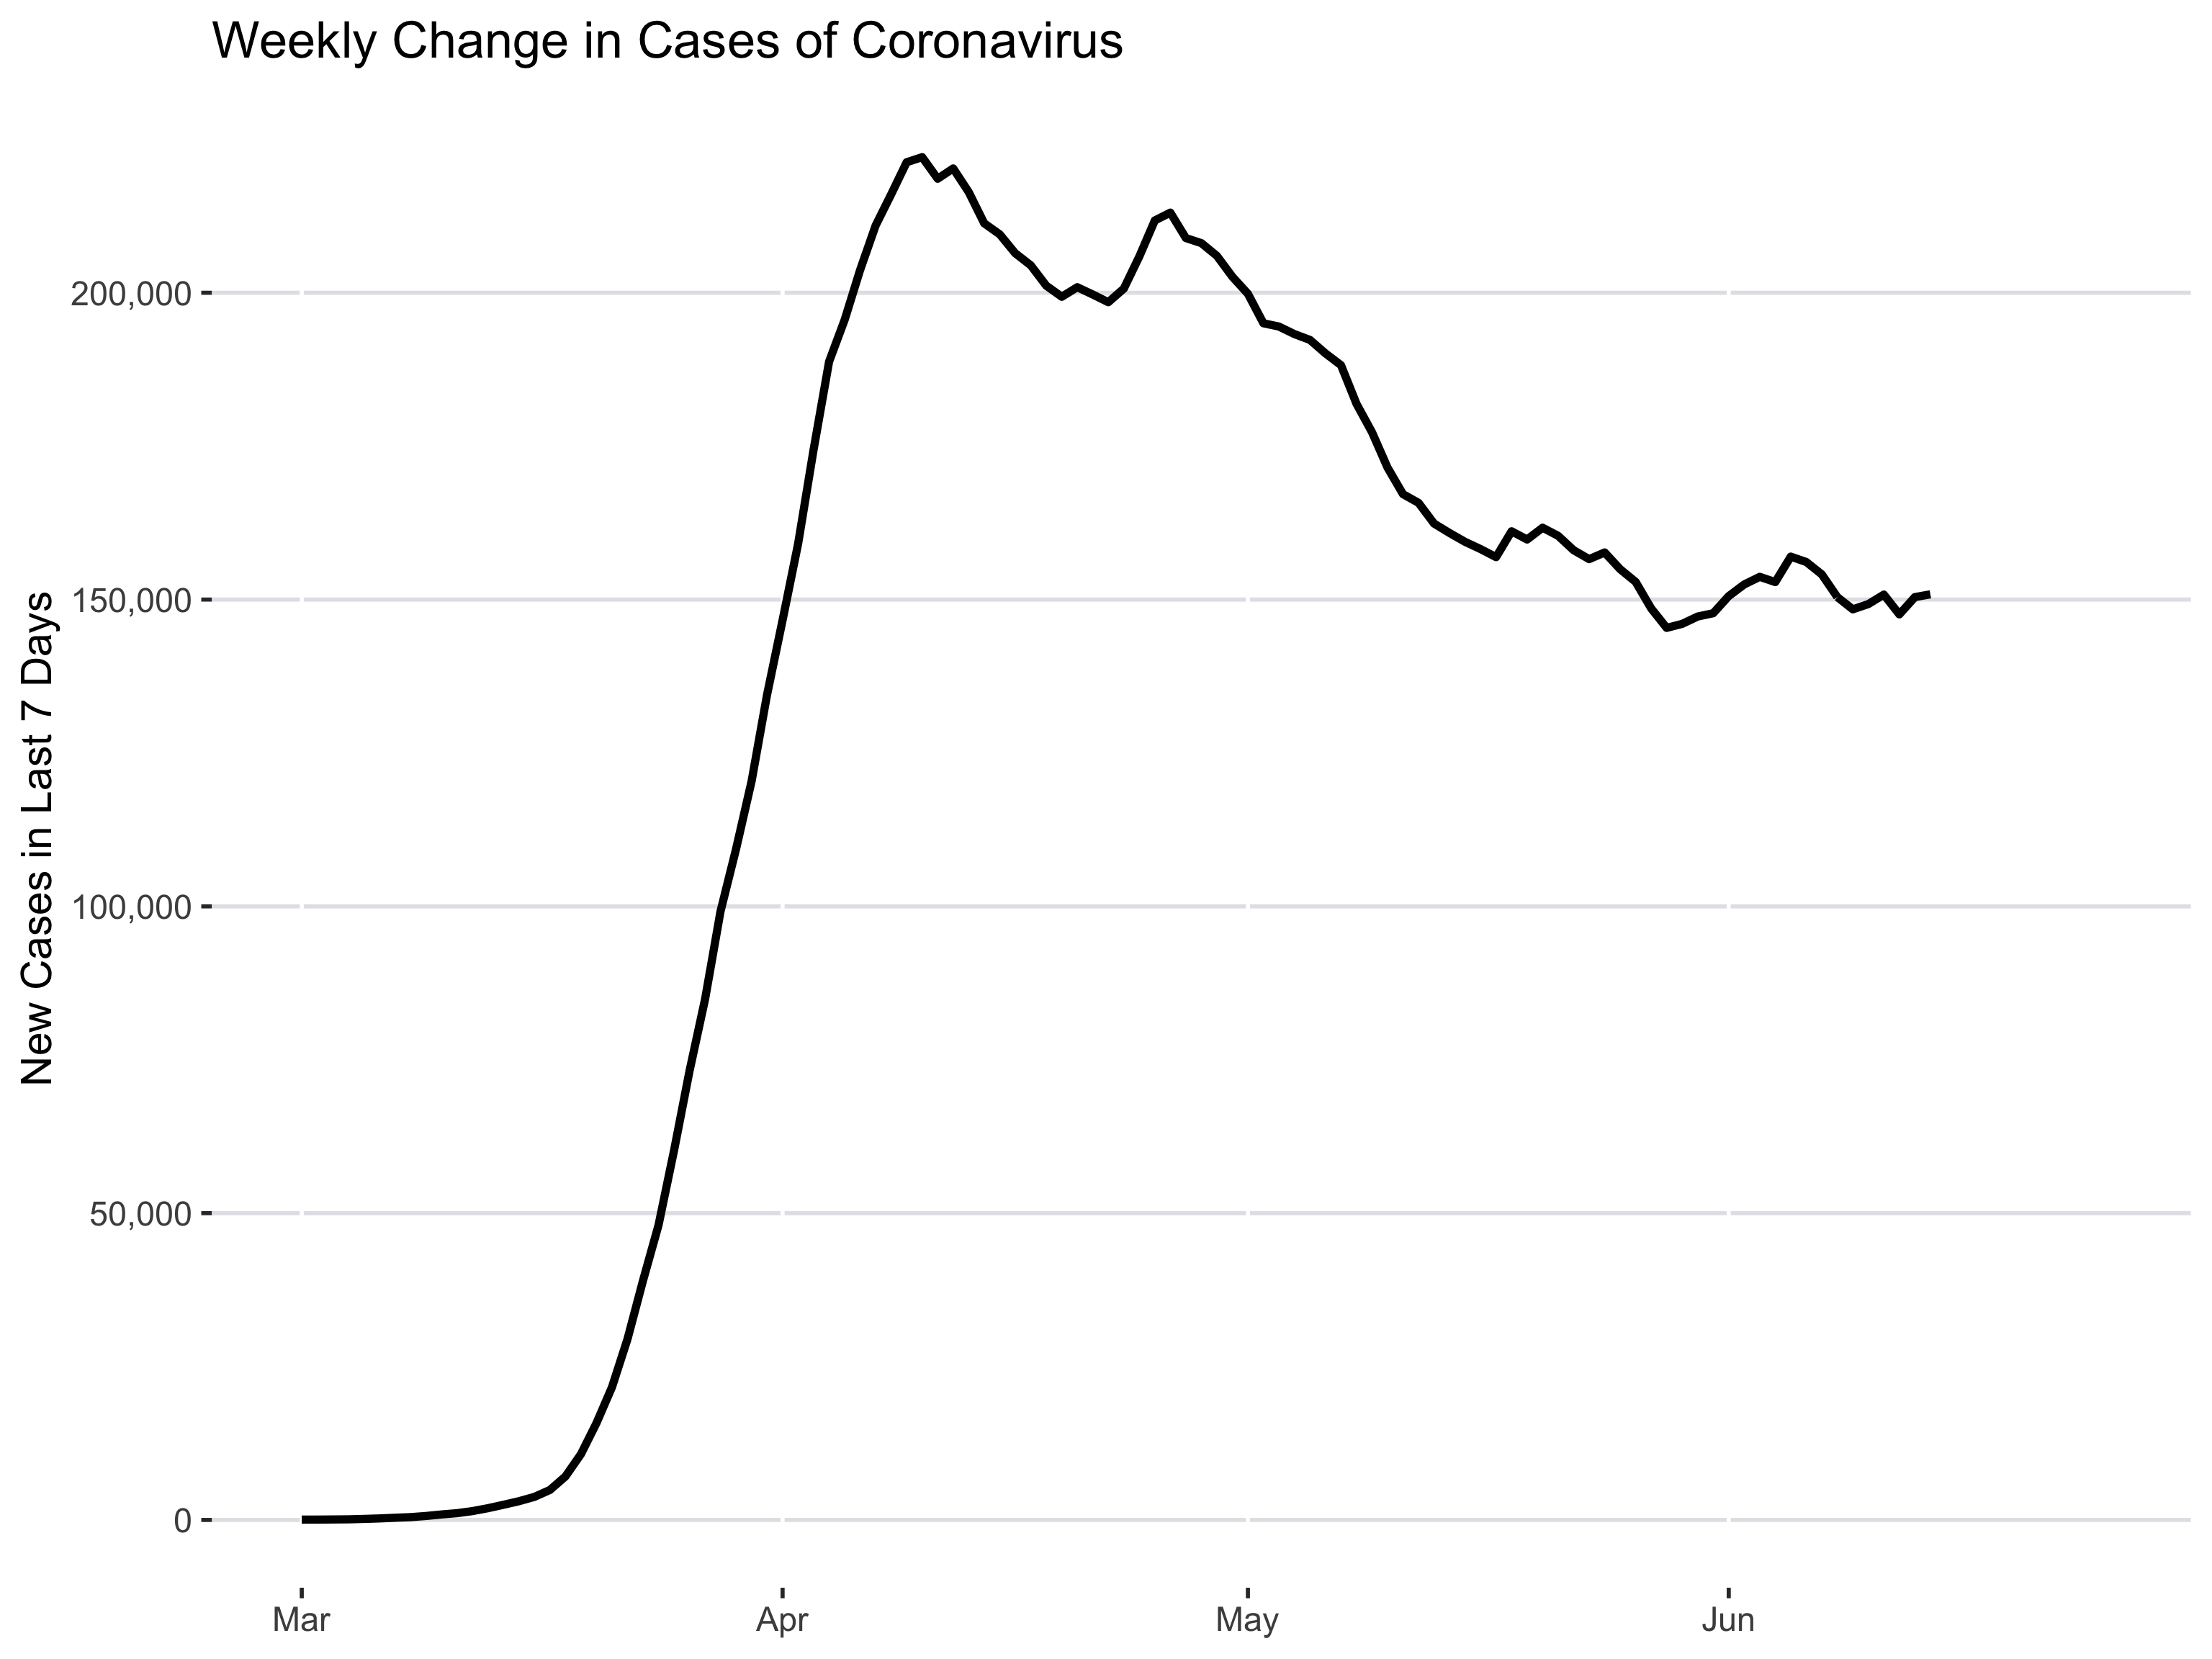 Weekly Change in Cases of Coronavirus
New Cases in Last 7 Days
200,000
150,000
100,000
50,000
0
Mar
Apr
May
Jun